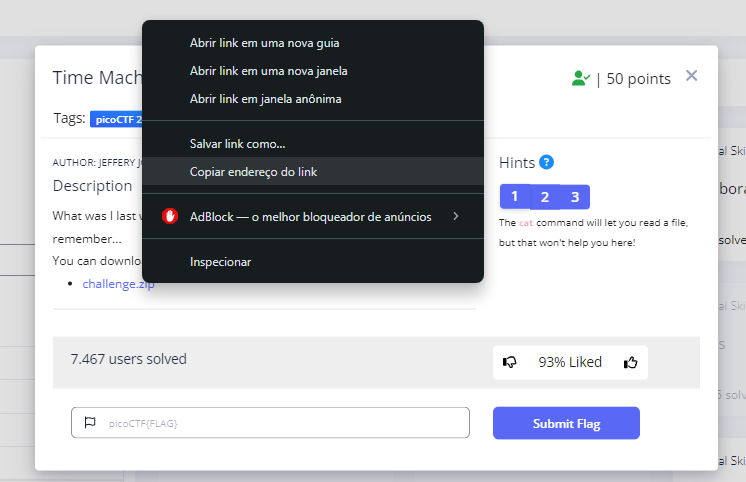 Abrir link em uma nova guia
Abrir link em uma nova janela
Abrir link em janela anônima
Salvar link como...
Copiar endereço do link
AdBlock — o melhor bloqueador de anúncios
Inspecionar
Time Mach
| 50 points
Tags: picoCTF 2
AUTHOR: JEFFERY
Description
What was I last
remember...
You can downlo
challenge.zip
Hints ?
1 2 3
The cat command will let you read a file,
but that won't help you here!
7.467 users solved
93% Liked
picoCTF{FLAG}
Submit Flag
al Ski
bora
solve
al Ski
s
solv
al Ski